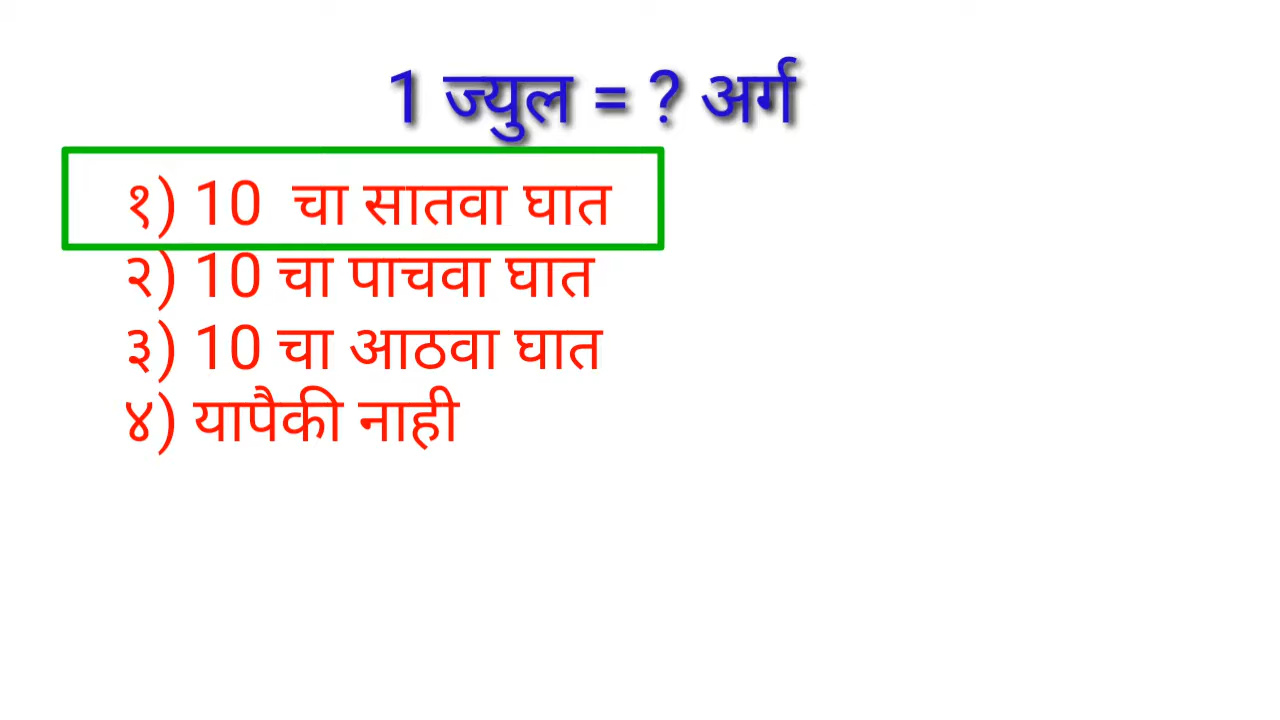 1 ज्युल = ? अर्ग
१) 10 चा सातवा घात
२) 10 चा पाचवा घात
३) 10 चा आठवा घात
४) यापैकी नाही